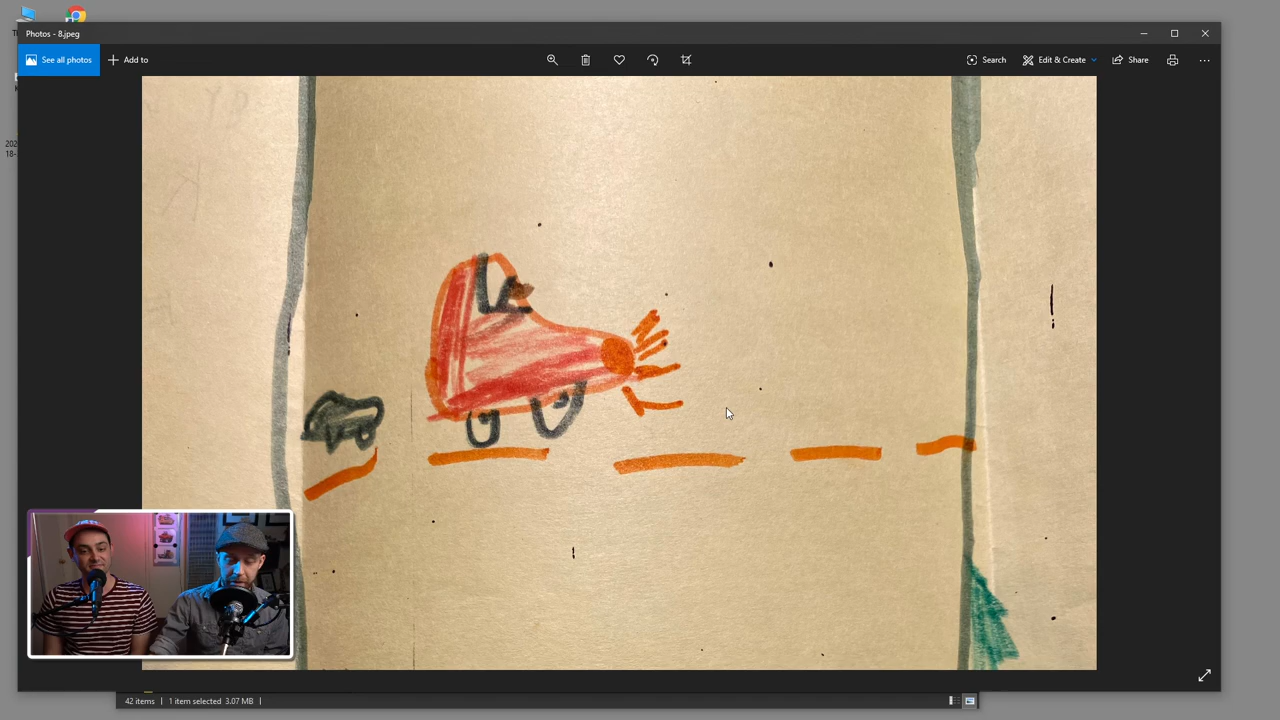 Photos - 8.jpeg
See all photos
Add to
Search
Edit & Create
Share
42 items
1 item selected 3.07 MB